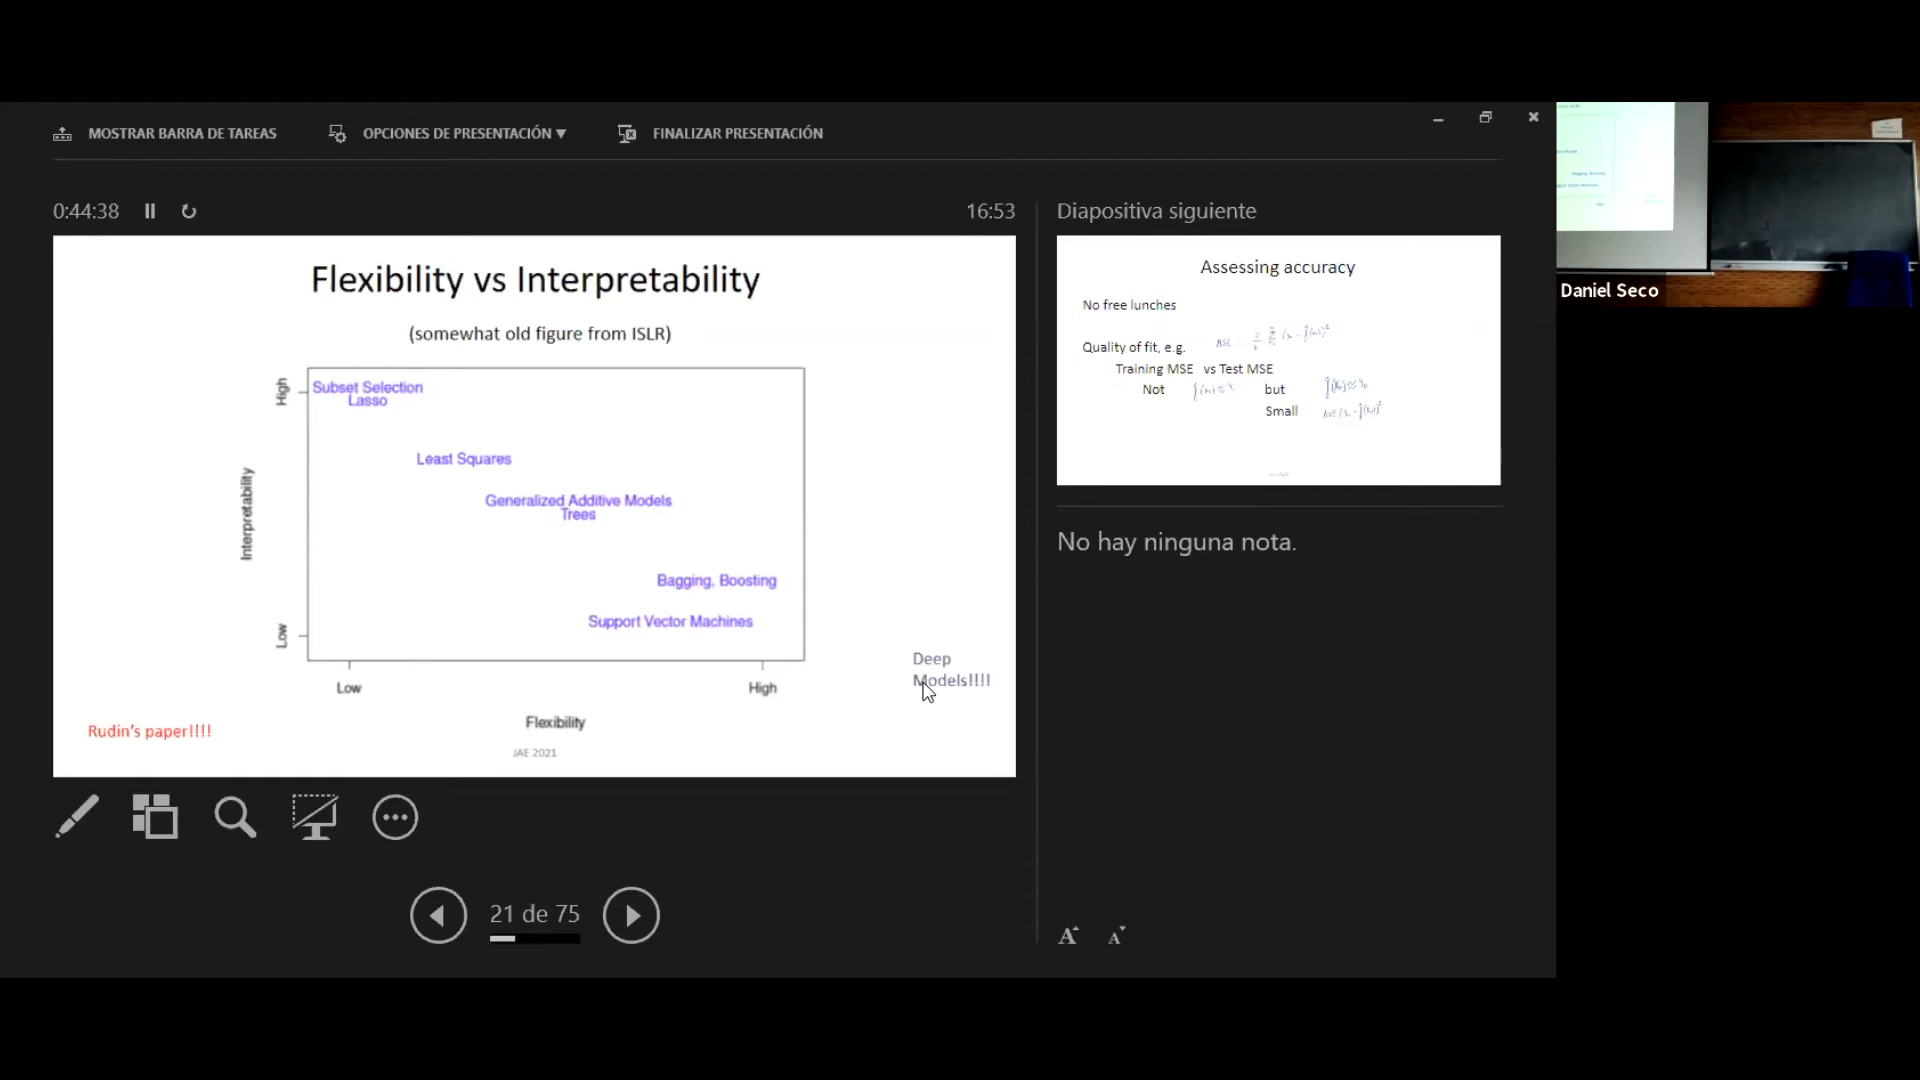 MOSTRAR BARRA DE TAREAS
OPCIONES DE PRESENTACIÓN
FINALIZAR PRESENTACIÓN
0:44:38
16:53
Flexibility vs Interpretability
(somewhat old figure from ISLR)
High
Subset Selection
Lasso
Least Squares
Generalized Additive Models
Trees
Interpretability
Bagging, Boosting
Support Vector Machines
Low
Deep
Models!!!!
Low
High
Flexibility
Rudin's paper!!!!
JAE 2021
21 de 75
Diapositiva siguiente
Assessing accuracy
No free lunches
Quality of fit, e.g.
Training MSE vs Test MSE
Not but
Small
No hay ninguna nota.
A A
Daniel Seco